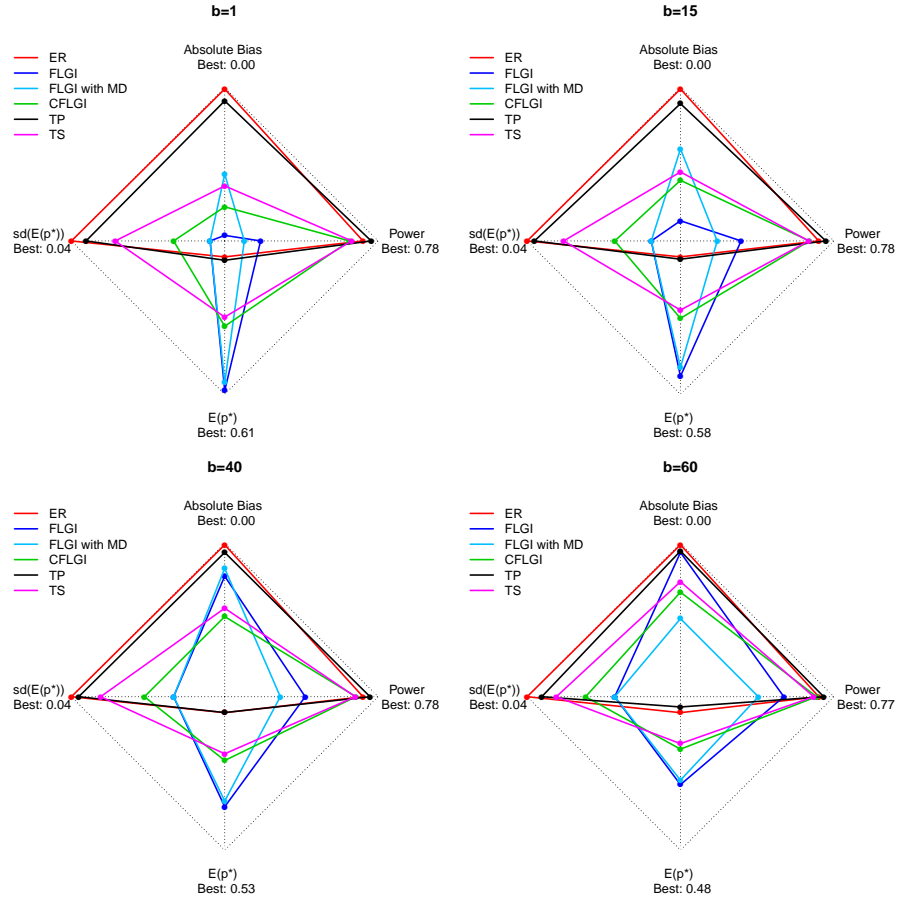 b=1
Absolute Bias
Best: 0.00
ER
FLGI
FLGI with MD
CFLGI
TP
TS
sd(E(p*))
Best: 0.04
Power
Best: 0.78
E(p*)
Best: 0.61
b=15
Absolute Bias
Best: 0.00
ER
FLGI
FLGI with MD
CFLGI
TP
TS
sd(E(p*))
Best: 0.04
Power
Best: 0.78
E(p*)
Best: 0.58
b=40
Absolute Bias
Best: 0.00
ER
FLGI
FLGI with MD
CFLGI
TP
TS
sd(E(p*))
Best: 0.04
Power
Best: 0.78
E(p*)
Best: 0.53
b=60
Absolute Bias
Best: 0.00
ER
FLGI
FLGI with MD
CFLGI
TP
TS
sd(E(p*))
Best: 0.04
Power
Best: 0.77
E(p*)
Best: 0.48